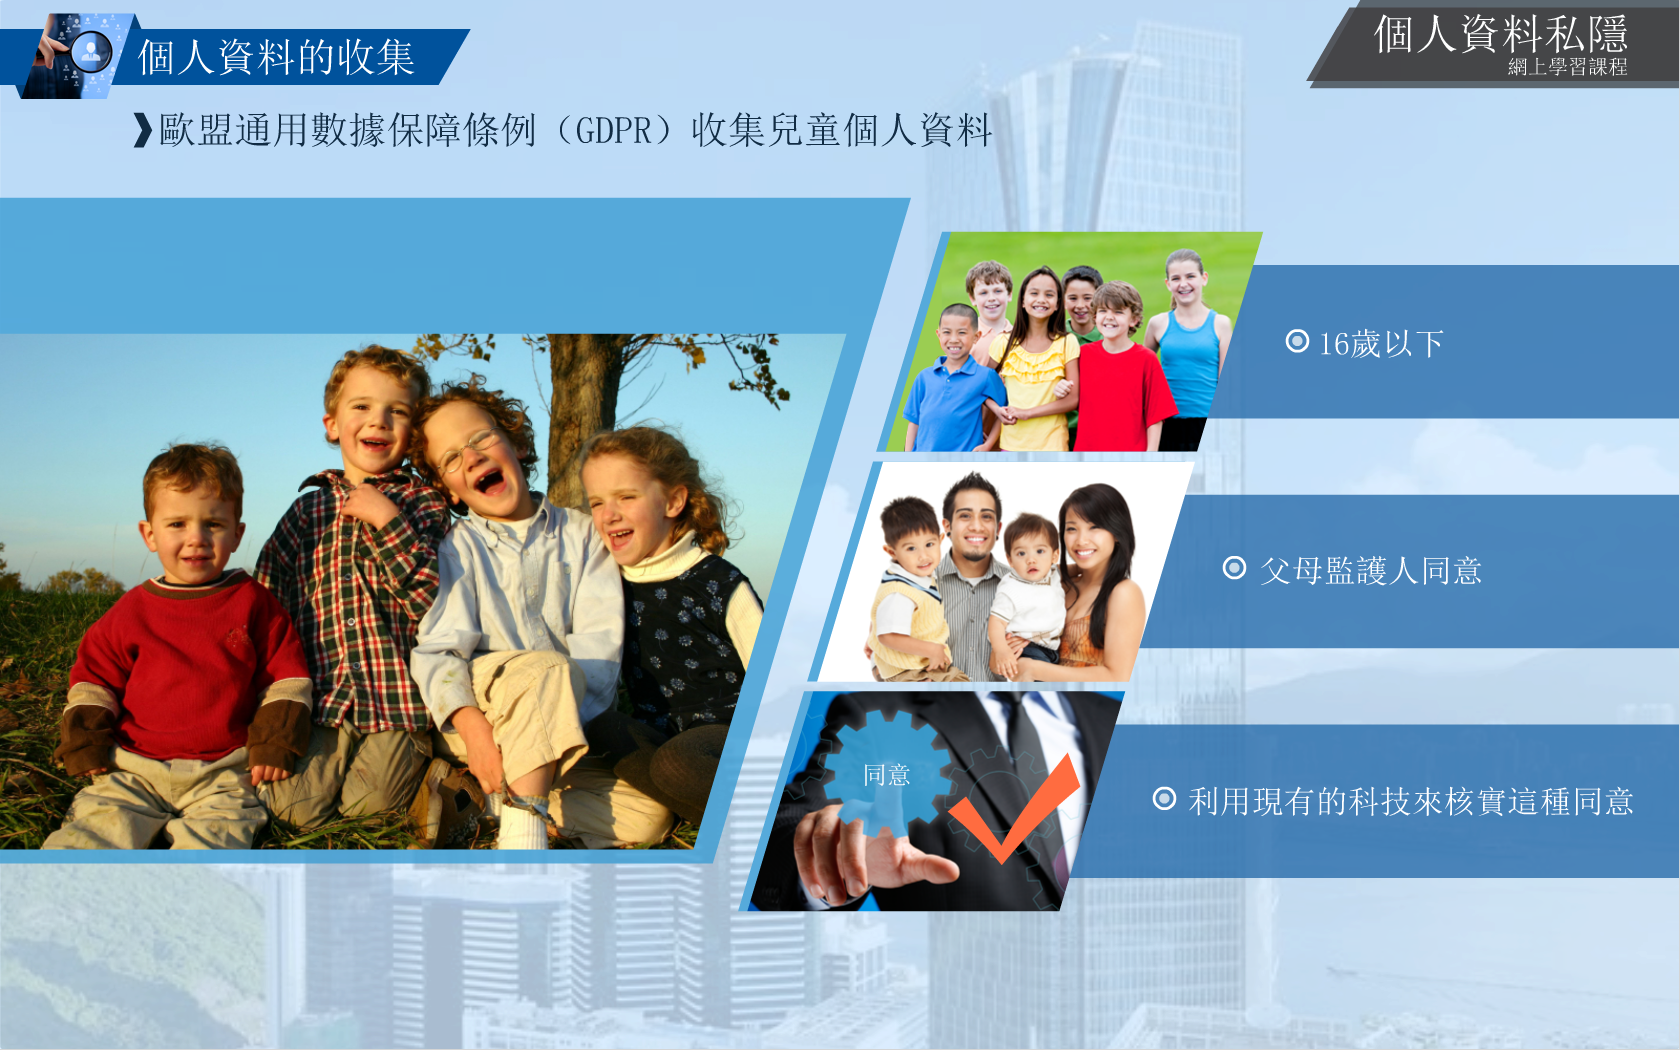 個人資料的收集
個人資料私隱
網上學習課程
歐盟通用數據保障條例（GDPR）收集兒童個人資料
16歲以下
父母監護人同意
同意
利用現有的科技來核實這種同意